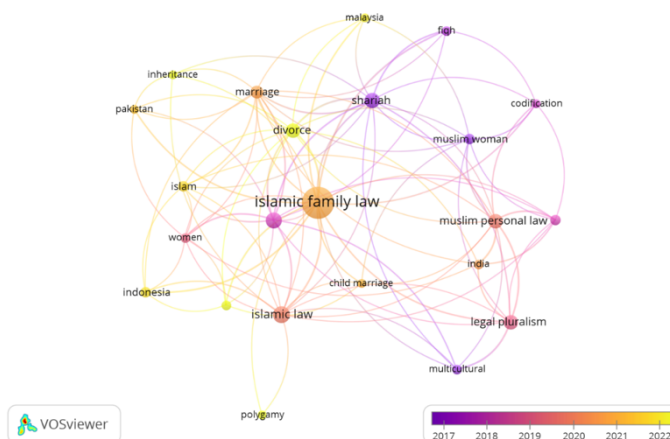 malaysia
fiqh
inheritance
marriage
shariah
pakistan
codification
divorce
muslim woman
islam
islamic family law
muslim personal law
women
india
child marriage
indonesia
islamic law
legal pluralism
multicultural
polygamy
VOSviewer
2017 2018 2019 2020 2021 2022